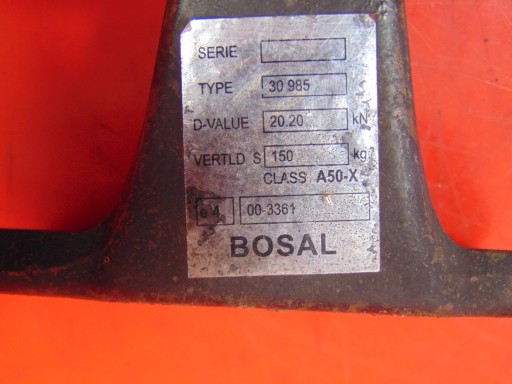 SERIE
TYPE 30 985
D-VALUE 20.20 kN
VERTLD S 150 kg
CLASS A50-X
e 4 00-3361
BOSAL